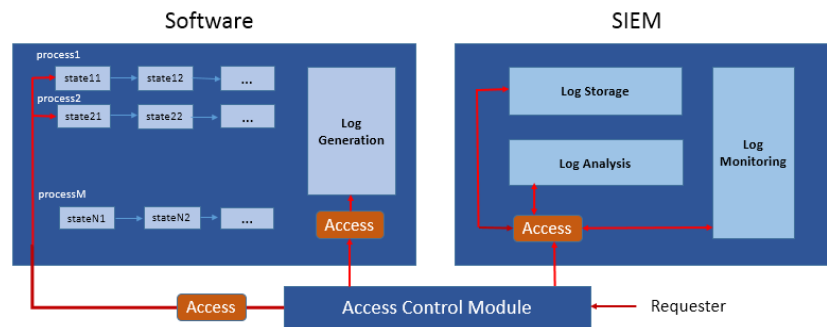 Software
SIEM
process1
state11
state12
...
process2
state21
state22
...
Log
Generation
processM
stateN1
stateN2
...
Access
Log Storage
Log Analysis
Log
Monitoring
Access
Access
Access Control Module
Requester